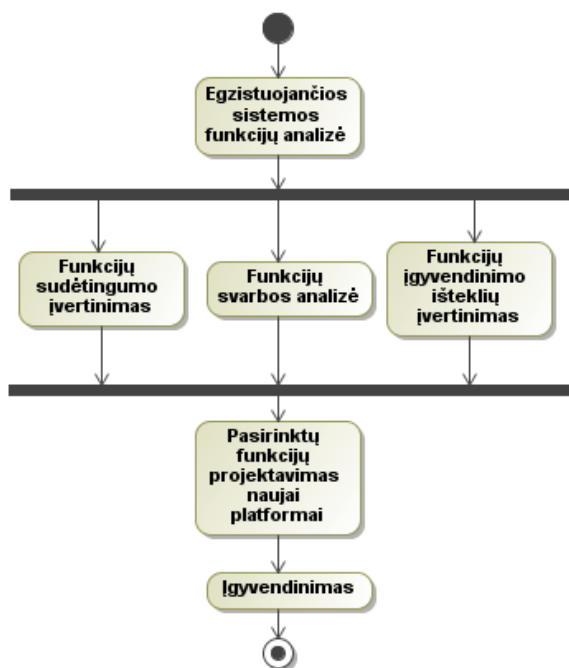 Egzistuojančios
sistemos
funkcijų analizė
Funkcijų
sudėtingumo
įvertinimas
Funkcijų
svarbos analizė
Funkcijų
įgyvendinimo
išteklių
įvertinimas
Pasirinktų
funkcijų
projektavimas
naujai
platformai
Įgyvendinimas